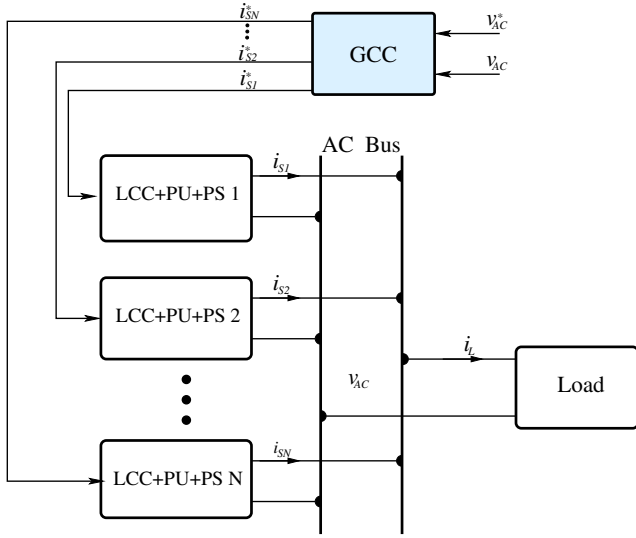 i*SN
v*AC
GCC
i*S2
vAC
i*S1
AC Bus
iS1
LCC+PU+PS 1
iS2
LCC+PU+PS 2
iL
vAC
Load
iSN
LCC+PU+PS N